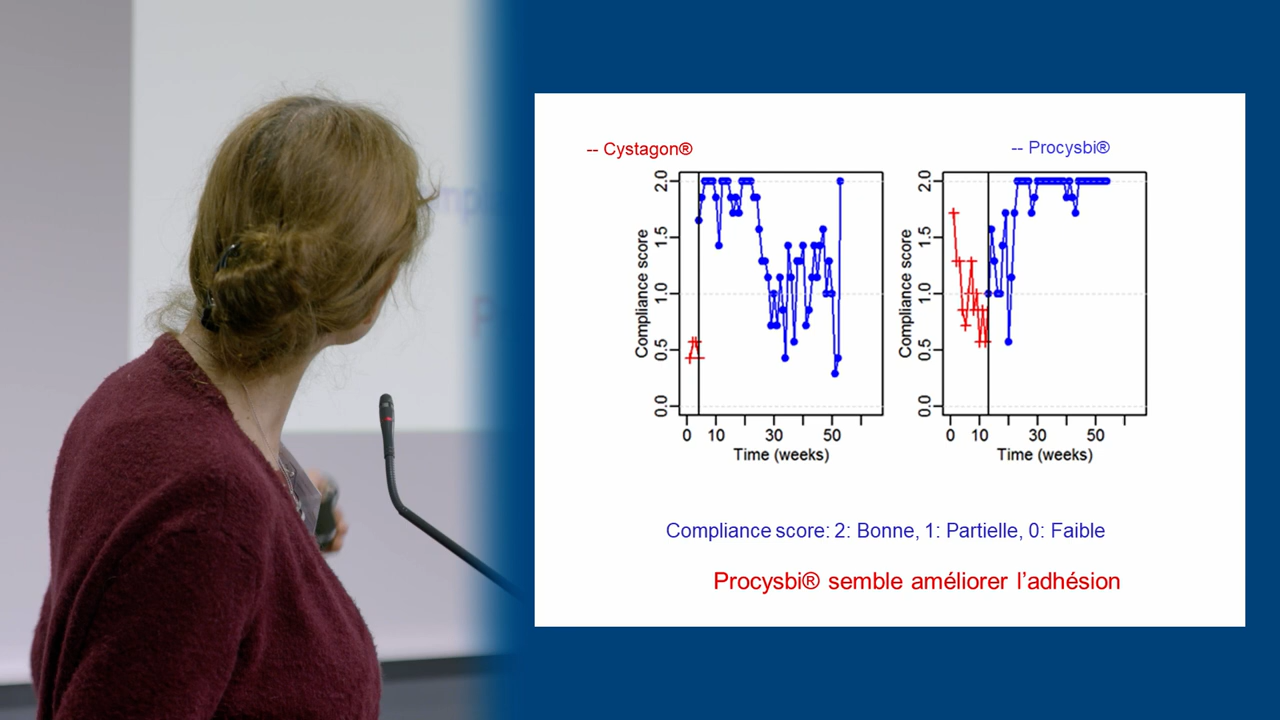 -- Cystagon®
-- Procysbi®
Compliance score
2.0
1.5
1.0
0.5
0.0
0 10 30 50
Time (weeks)
Compliance score
2.0
1.5
1.0
0.5
0.0
0 10 30 50
Time (weeks)
Compliance score: 2: Bonne, 1: Partielle, 0: Faible
Procysbi® semble améliorer l’adhésion